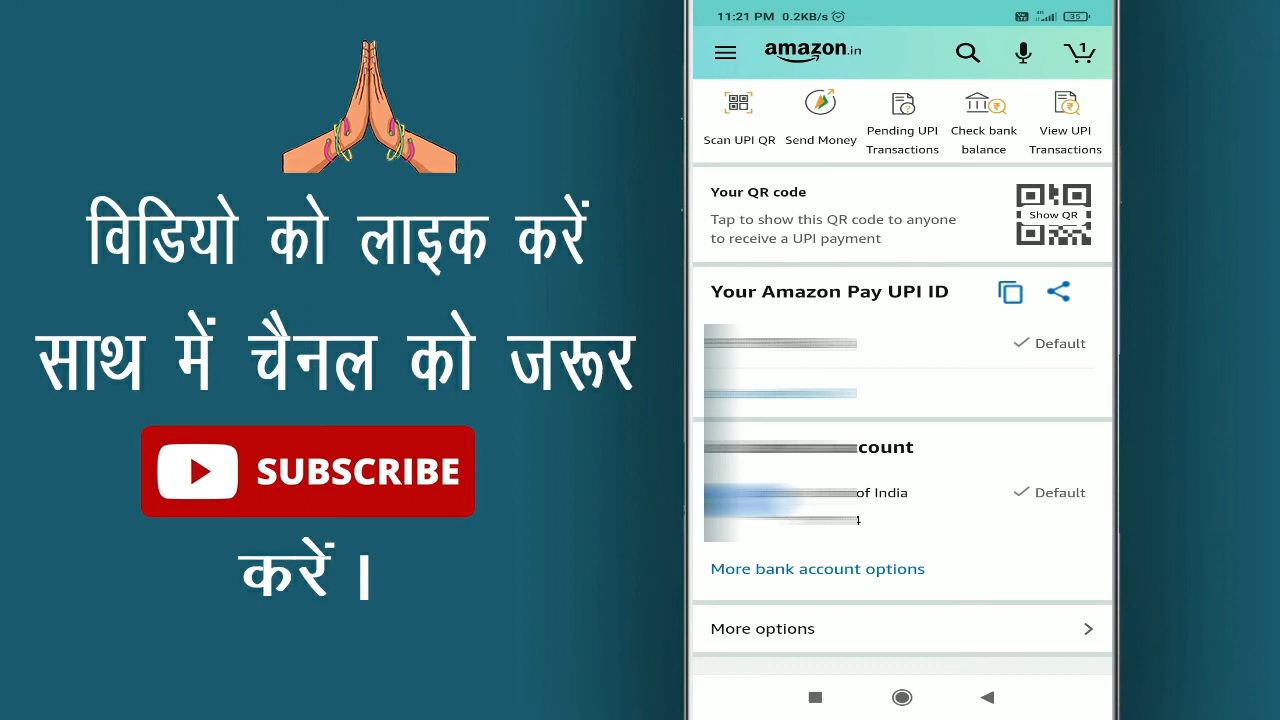 विडियो को लाइक करें
साथ में चैनल को जरूर
SUBSCRIBE
करें।
11:21 PM 0.2KB/s
35
amazon.in
1
Scan UPI QR
Send Money
Pending UPI
Transactions
Check bank
balance
View UPI
Transactions
Your QR code
Tap to show this QR code to anyone
to receive a UPI payment
Show QR
Your Amazon Pay UPI ID
Default
count
of India
Default
More bank account options
More options